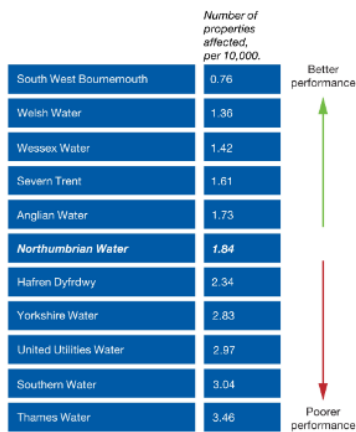 Number of
properties
affected,
per 10,000.
Better
performance
South West Bournemouth 0.76
Welsh Water 1.36
Wessex Water 1.42
Severn Trent 1.61
Anglian Water 1.73
Northumbrian Water 1.84
Hafren Dyfrdwy 2.34
Yorkshire Water 2.83
United Utilities Water 2.97
Southern Water 3.04
Thames Water 3.46
Poorer
performance